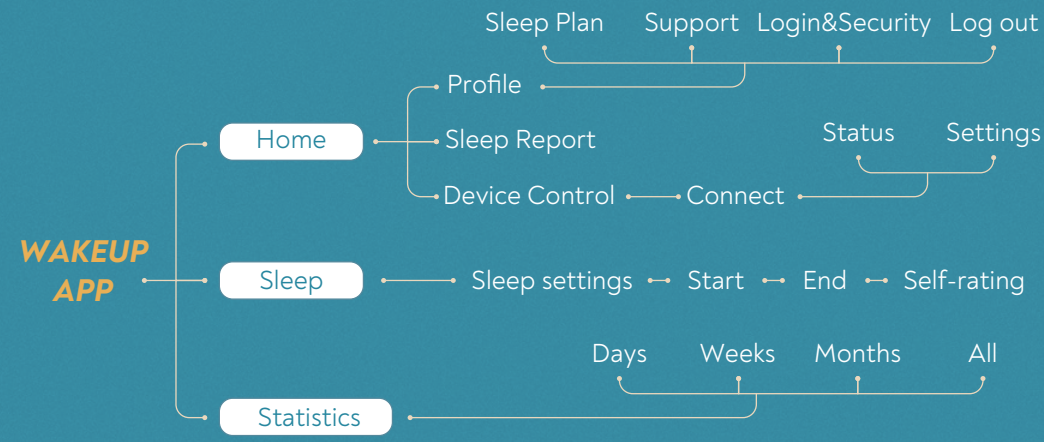 Sleep Plan Support Login&Security Log out
Profile
Home
Sleep Report
Status Settings
Device Control Connect
WAKEUP
APP
Sleep
Sleep settings Start End Self-rating
Days Weeks Months All
Statistics